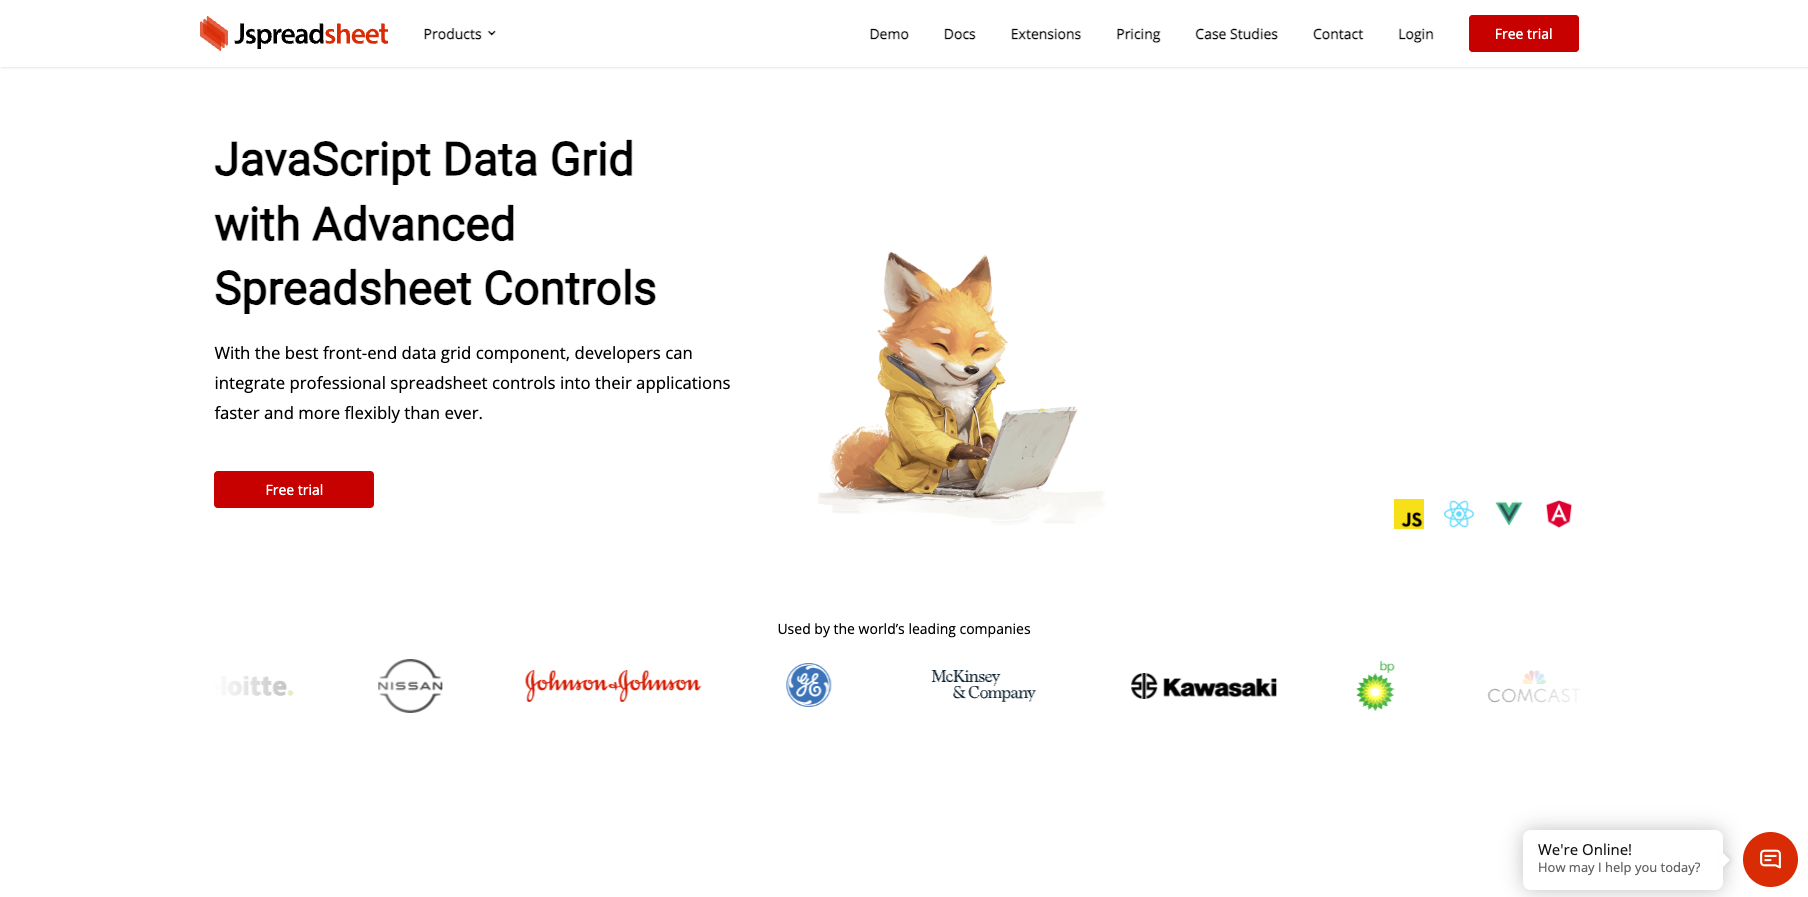 Jspreadsheet
Products
Demo
Docs
Extensions
Pricing
Case Studies
Contact
Login
Free trial
JavaScript Data Grid
with Advanced
Spreadsheet Controls
With the best front-end data grid component, developers can
integrate professional spreadsheet controls into their applications
faster and more flexibly than ever.
Free trial
JS
A
Used by the world’s leading companies
loitte.
NISSAN
Johnson & Johnson
GE
McKinsey
& Company
Kawasaki
bp
COMCAST
We're Online!
How may I help you today?